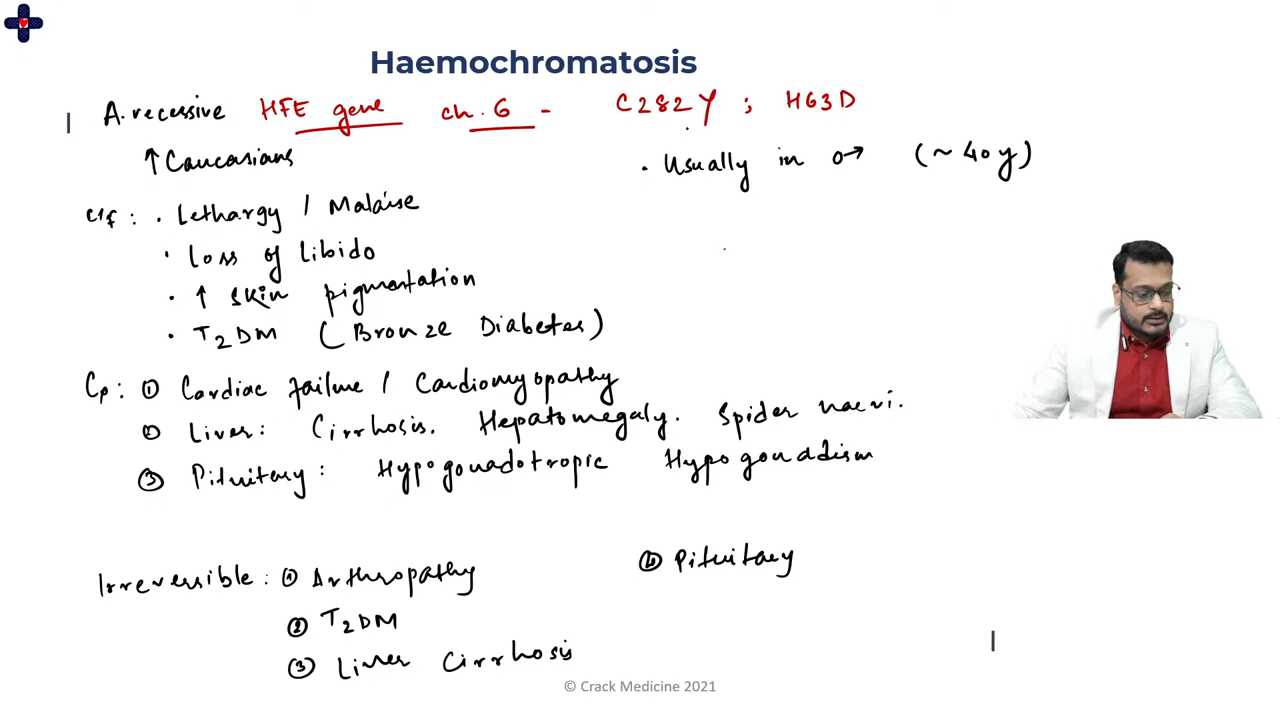 Haemochromatosis
A. recessive HFE gene ch. 6 - C282Y ; H63D
↑ Caucasians
• Usually in ♂ (~ 40y)
C/f : • Lethargy / Malaise
• Loss of Libido
• ↑ Skin pigmentation
• T2DM (Bronze Diabetes)
Cp : ① Cardiac failure / Cardiomyopathy
② Liver : Cirrhosis. Hepatomegaly. Spider naevi.
③ Pituitary : Hypogonadotropic Hypogonadism
Irreversible : ① Arthropathy ④ Pituitary
② T2DM
③ Liver Cirrhosis
© Crack Medicine 2021